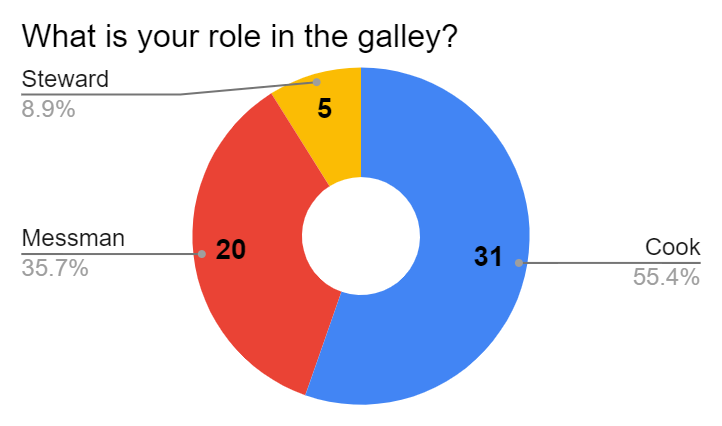 What is your role in the galley?
Steward
8.9%
5
Messman
35.7%
20
31
Cook
55.4%